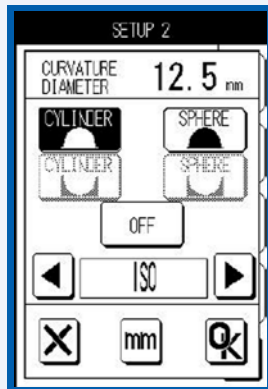 SETUP 2
CURVATURE
DIAMETER 12.5 mm
CYLINDER SPHERE
CYLINDER SPHERE
OFF
ISO
mm OK